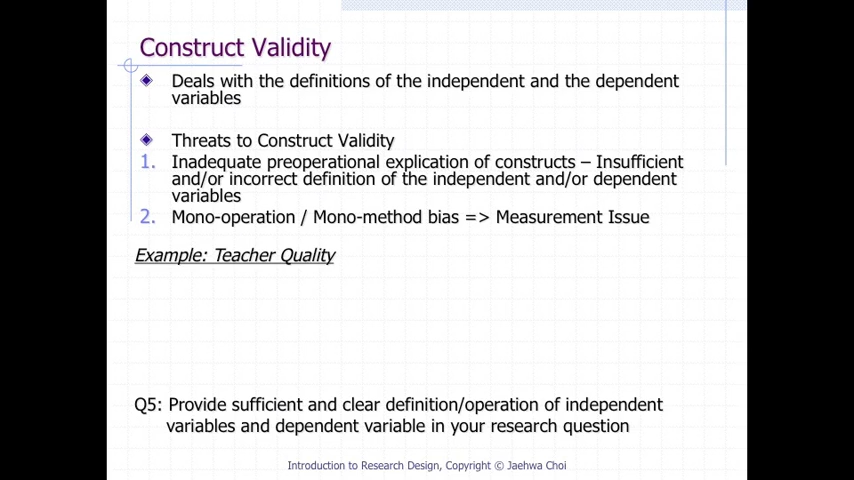 Construct Validity
Deals with the definitions of the independent and the dependent
variables
Threats to Construct Validity
1. Inadequate preoperational explication of constructs – Insufficient
and/or incorrect definition of the independent and/or dependent
variables
2. Mono-operation / Mono-method bias => Measurement Issue
Example: Teacher Quality
Q5: Provide sufficient and clear definition/operation of independent
variables and dependent variable in your research question
Introduction to Research Design, Copyright © Jaehwa Choi